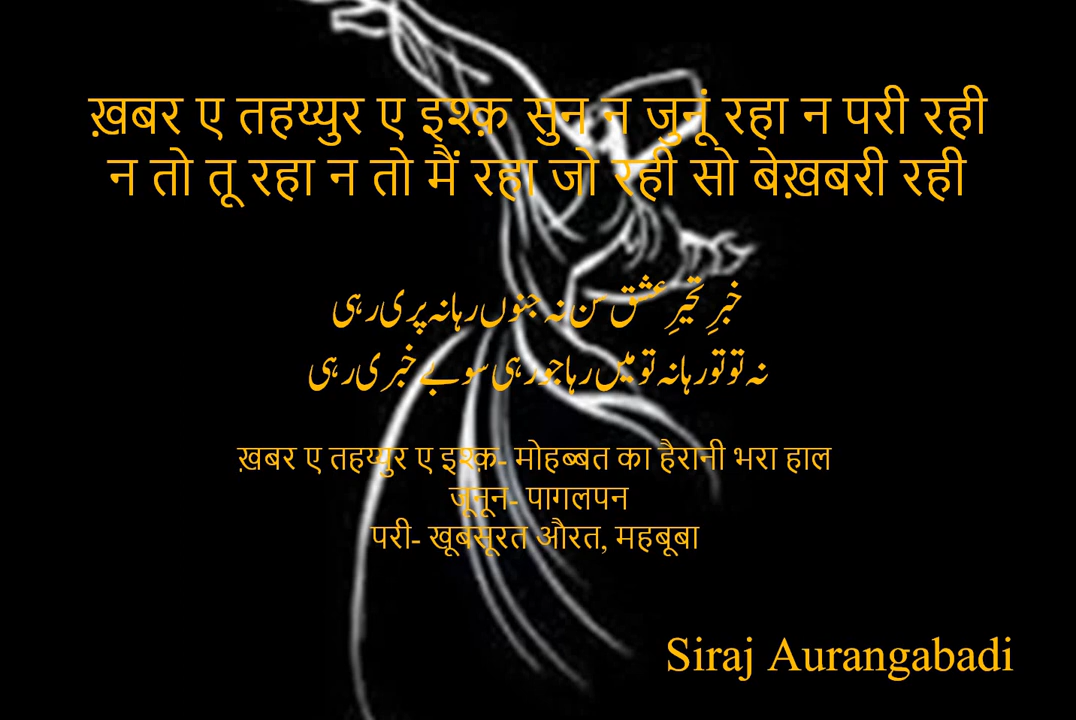 ख़बर ए तहय्युर ए इश्क़ सुन न जुनूं रहा न परी रही
न तो तू रहा न तो मैं रहा जो रही सो बेख़बरी रही
خبرِ تحیرِ عشق سن نہ جنوں رہا نہ پری رہی
نہ تو تو رہا نہ تو میں رہا جو رہی سو بے خبری رہی
ख़बर ए तहय्युर ए इश्क़- मोहब्बत का हैरानी भरा हाल
जूनून- पागलपन
परी- खूबसूरत औरत, महबूबा
Siraj Aurangabadi